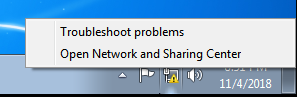 Troubleshoot problems
Open Network and Sharing Center
11/4/2018